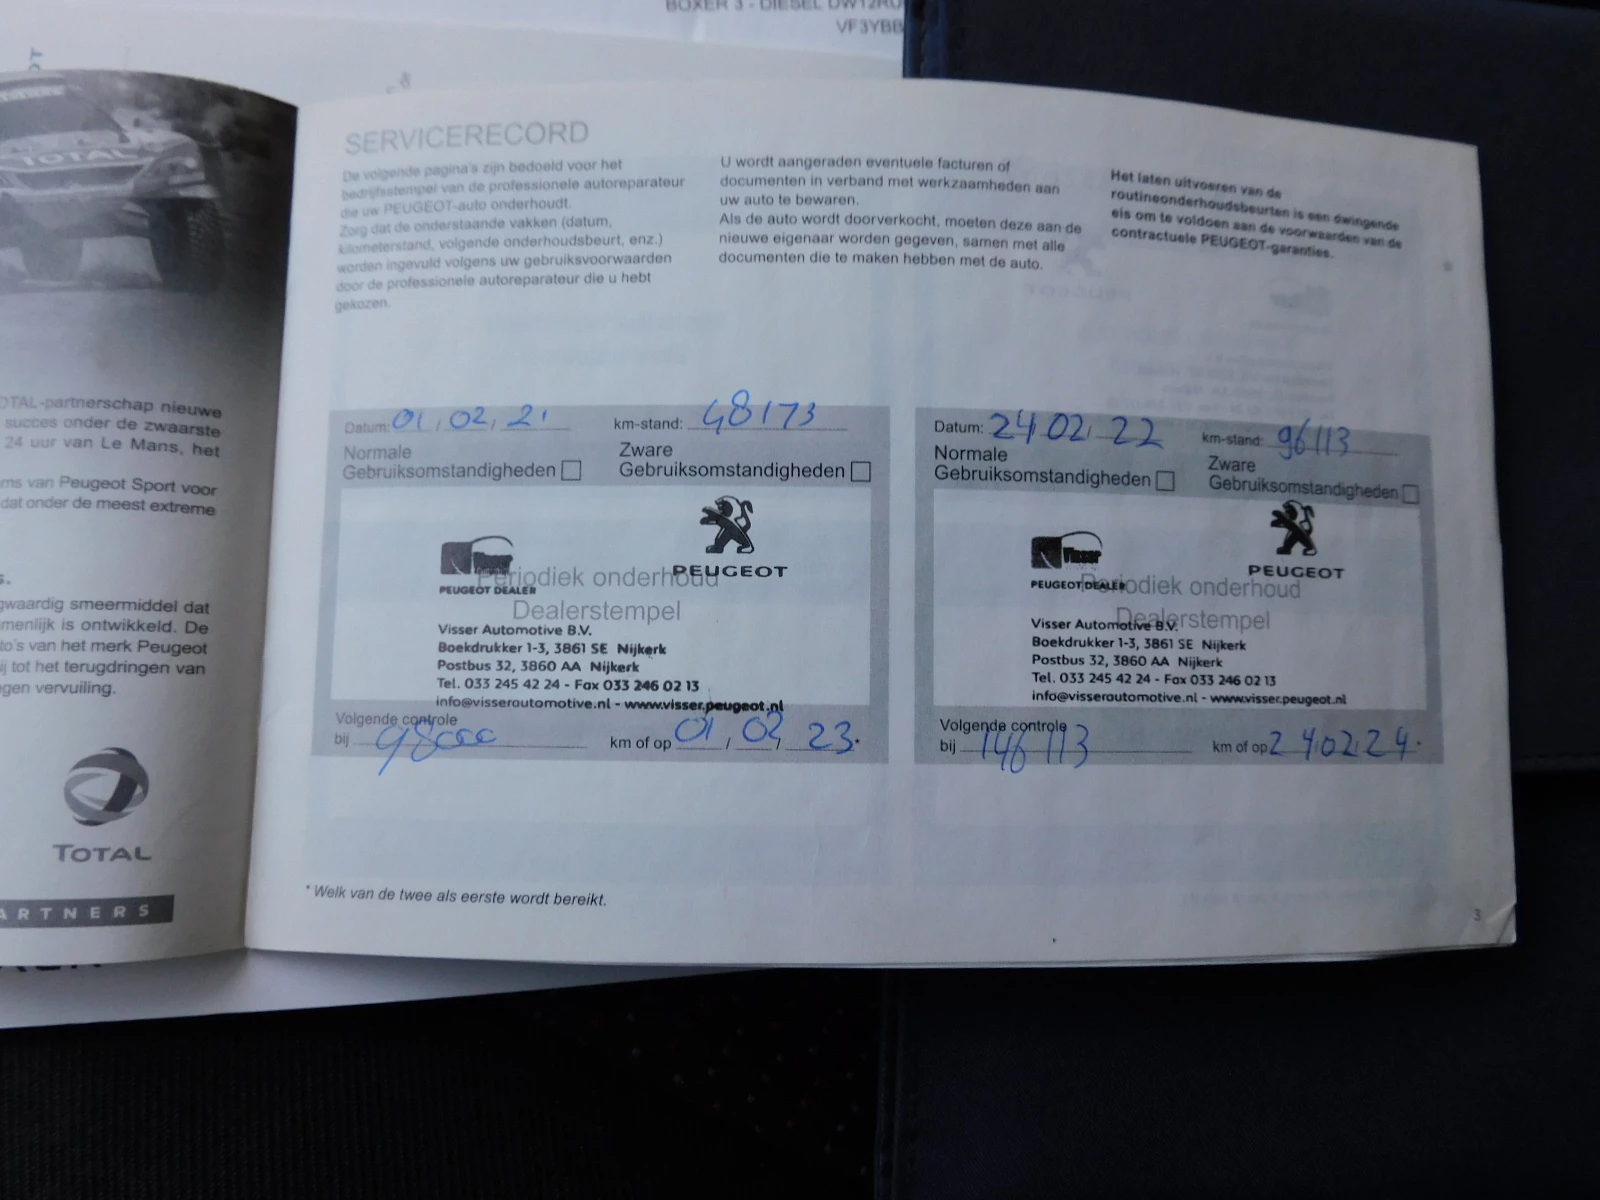 BOXER 3 - DIESEL DW12RU
VF3YBB
TOTAL
OTAL-partnerschap nieuwe
succes onder de zwaarste
24 uur van Le Mans, het
ms van Peugeot Sport voor
dat onder de meest extreme
s.
gwaardig smeermiddel dat
menlijk is ontwikkeld. De
to's van het merk Peugeot
ij tot het terugdringen van
gen vervuiling.
TOTAL
ARTNERS
SERVICERECORD
De volgende pagina's zijn bedoeld voor het
bedrijfsstempel van de professionele autoreparateur
die uw PEUGEOT-auto onderhoudt.
Zorg dat de onderstaande vakken (datum,
kilometerstand, volgende onderhoudsbeurt, enz.)
worden ingevuld volgens uw gebruiksvoorwaarden
door de professionele autoreparateur die u hebt
gekozen.
U wordt aangeraden eventuele facturen of
documenten in verband met werkzaamheden aan
uw auto te bewaren.
Als de auto wordt doorverkocht, moeten deze aan de
nieuwe eigenaar worden gegeven, samen met alle
documenten die te maken hebben met de auto.
Het laten uitvoeren van de
routineonderhoudsbeurten is een dwingende
eis om te voldoen aan de voorwaarden van de
contractuele PEUGEOT-garanties.
Datum: 01, 02, 21 km-stand: 48173
Normale
Gebruiksomstandigheden
Zware
Gebruiksomstandigheden
Visser
PEUGEOT DEALER
PEUGEOT
Periodiek onderhoud
Dealerstempel
Visser Automotive B.V.
Boekdrukker 1-3, 3861 SE Nijkerk
Postbus 32, 3860 AA Nijkerk
Tel. 033 245 42 24 - Fax 033 246 02 13
info@visserautomotive.nl - www.visser.peugeot.nl
Volgende controle
bij 98000 km of op 01 / 02 / 23*
Datum: 24/02/22 km-stand: 96113
Normale
Gebruiksomstandigheden
Zware
Gebruiksomstandigheden
Visser
PEUGEOT DEALER
PEUGEOT
Periodiek onderhoud
Dealerstempel
Visser Automotive B.V.
Boekdrukker 1-3, 3861 SE Nijkerk
Postbus 32, 3860 AA Nijkerk
Tel. 033 245 42 24 - Fax 033 246 02 13
info@visserautomotive.nl - www.visser.peugeot.nl
Volgende controle
bij 146113 km of op 24/02/24*
* Welk van de twee als eerste wordt bereikt.
3